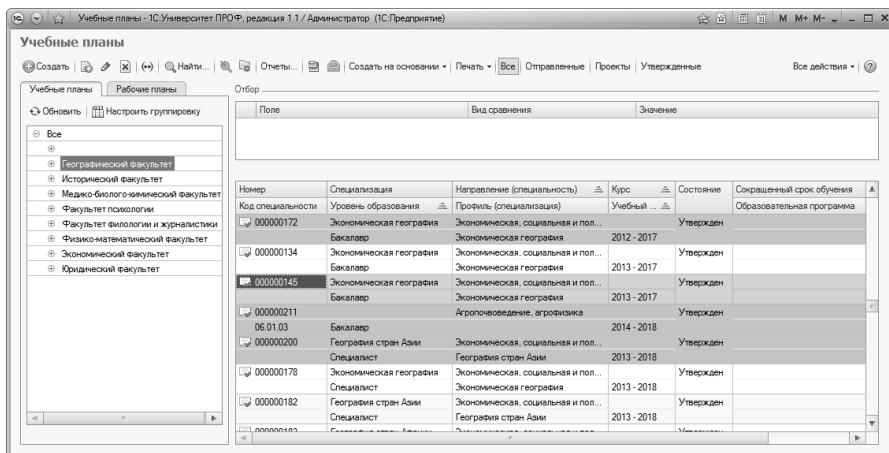 Учебные планы - 1С:Университет ПРОФ, редакция 1.1 / Администратор (1С:Предприятие)
M M+ M-
Учебные планы
Создать Найти... Отчеты... Создать на основании Печать Все Отправленные Проекты Утвержденные Все действия
Учебные планы Рабочие планы
Обновить Настроить группировку
Все
Географический факультет
Исторический факультет
Медико-биолого-химический факультет
Факультет психологии
Факультет филологии и журналистики
Физико-математический факультет
Экономический факультет
Юридический факультет
Отбор
Поле Вид сравнения Значение
Номер Специализация Направление (специальность) Курс Состояние Сокращенный срок обучения
Код специальности Уровень образования Профиль (специализация) Учебный ... Образовательная программа
000000172 Экономическая география Экономическая, социальная и пол... Утвержден
Бакалавр Экономическая география 2012 - 2017
000000134 Экономическая география Экономическая, социальная и пол... Утвержден
Бакалавр Экономическая география 2013 - 2017
000000145 Экономическая география Экономическая, социальная и пол... Утвержден
Бакалавр Экономическая география 2013 - 2017
000000211 Агропочвоведение, агрофизика Утвержден
06.01.03 Бакалавр 2014 - 2018
000000200 География стран Азии Экономическая, социальная и пол... Утвержден
Специалист География стран Азии 2013 - 2018
000000178 Экономическая география Экономическая, социальная и пол... Утвержден
Специалист Экономическая география 2013 - 2018
000000182 География стран Азии Экономическая, социальная и пол... Утвержден
Специалист География стран Азии 2013 - 2018